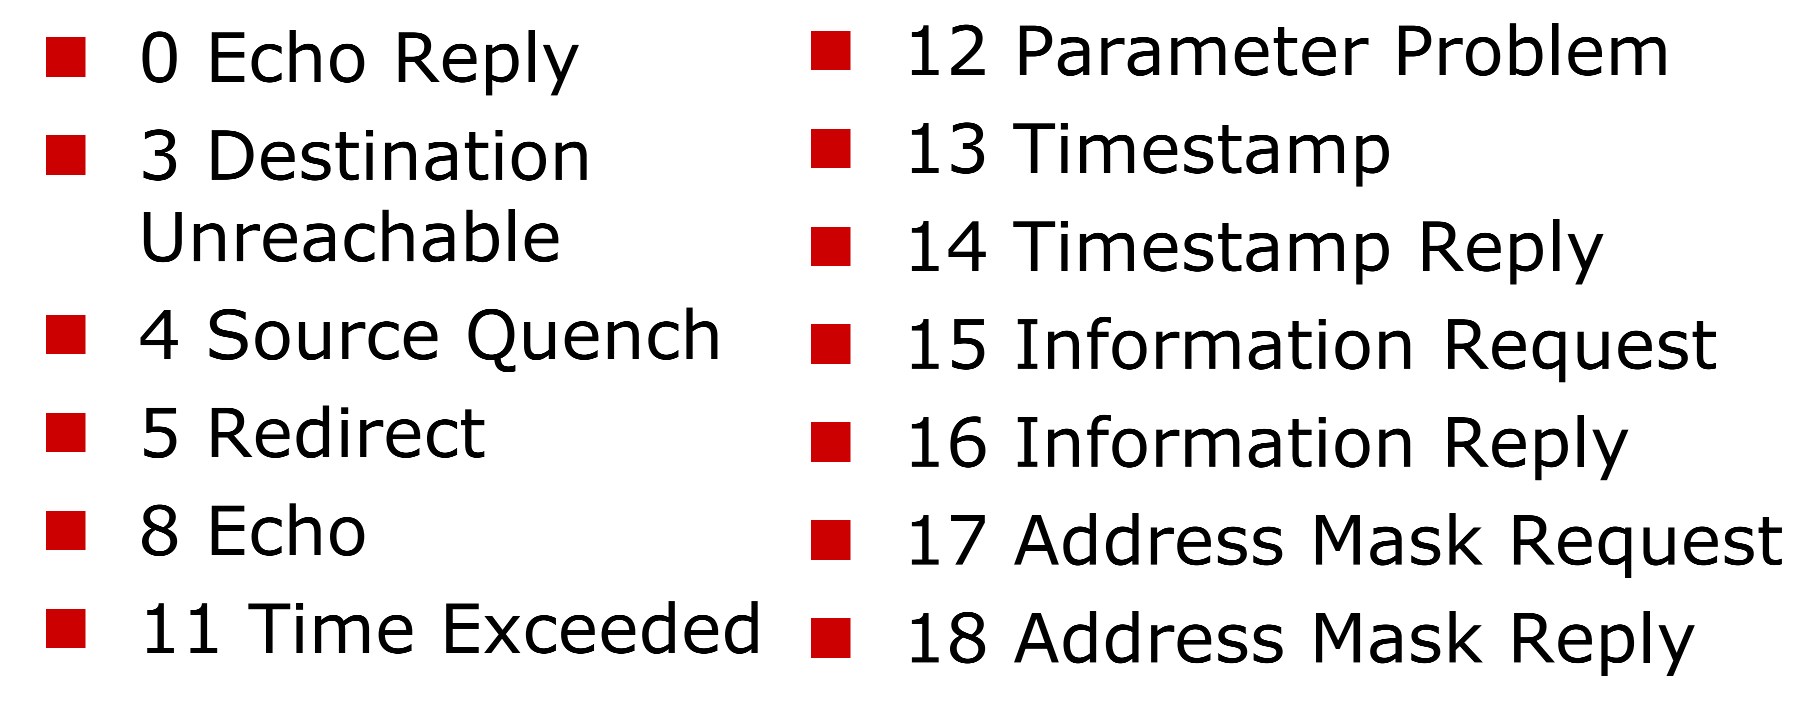 0 Echo Reply
3 Destination
Unreachable
4 Source Quench
5 Redirect
8 Echo
11 Time Exceeded
12 Parameter Problem
13 Timestamp
14 Timestamp Reply
15 Information Request
16 Information Reply
17 Address Mask Request
18 Address Mask Reply